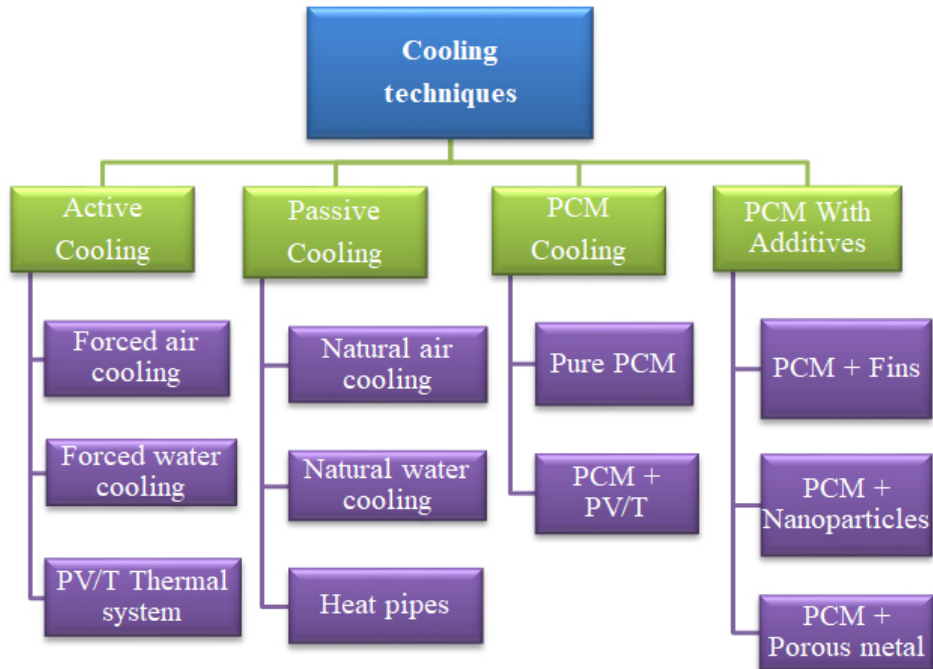 Cooling
techniques
Active
Cooling
Passive
Cooling
PCM
Cooling
PCM With
Additives
Forced air
cooling
Forced water
cooling
PV/T Thermal
system
Natural air
cooling
Natural water
cooling
Heat pipes
Pure PCM
PCM +
PV/T
PCM + Fins
PCM +
Nanoparticles
PCM +
Porous metal